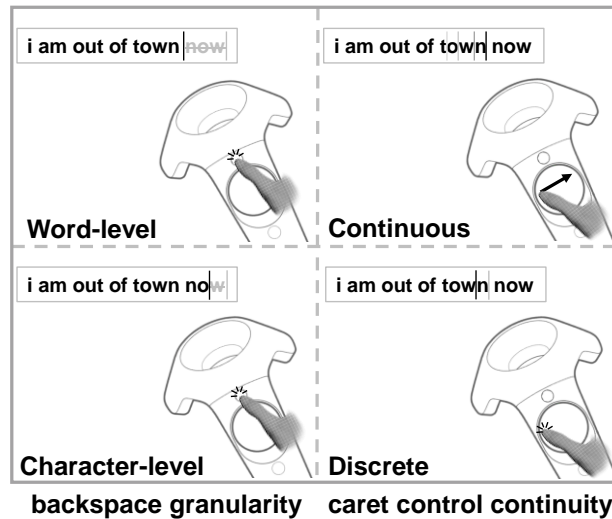 i am out of town now
i am out of town now
Word-level
Continuous
i am out of town now
i am out of town now
Character-level
Discrete
backspace granularity
caret control continuity